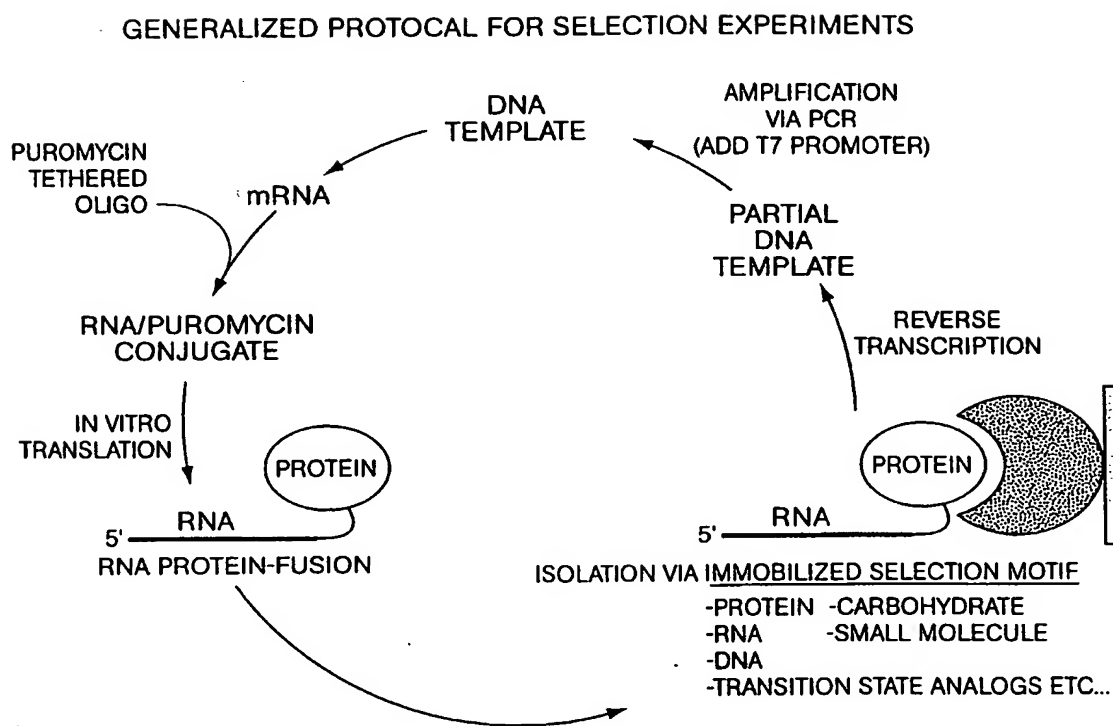 GENERALIZED PROTOCAL FOR SELECTION EXPERIMENTS
DNA
TEMPLATE
AMPLIFICATION
VIA PCR
(ADD T7 PROMOTER)
PUROMYCIN
TETHERED
OLIGO
mRNA
PARTIAL
DNA
TEMPLATE
RNA/PUROMYCIN
CONJUGATE
REVERSE
TRANSCRIPTION
IN VITRO
TRANSLATION
PROTEIN
RNA
5'
RNA PROTEIN-FUSION
PROTEIN
RNA
5'
ISOLATION VIA IMMOBILIZED SELECTION MOTIF
-PROTEIN -CARBOHYDRATE
-RNA -SMALL MOLECULE
-DNA
-TRANSITION STATE ANALOGS ETC...